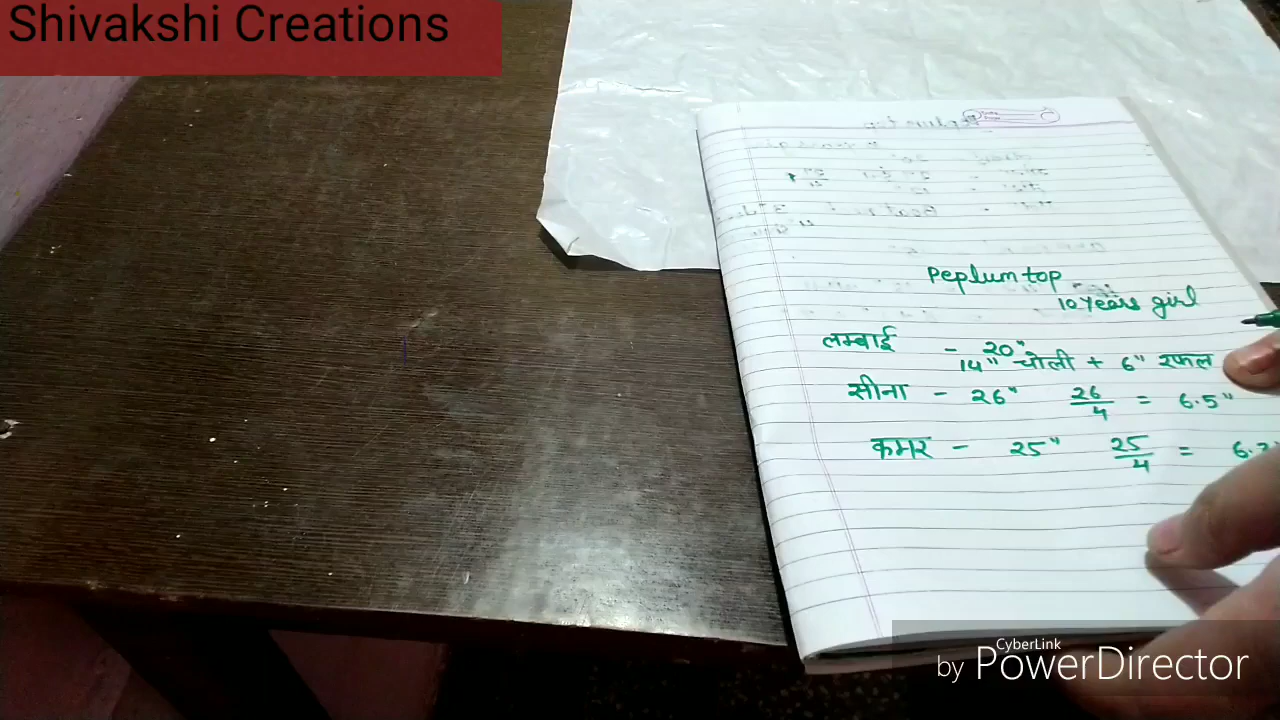 Shivakshi Creations
Peplum top
10 years girl
लम्बाई - 20"
14" चोली + 6" रफल
सीना - 26" 26/4 = 6.5"
कमर - 25" 25/4 =
CyberLink
by PowerDirector